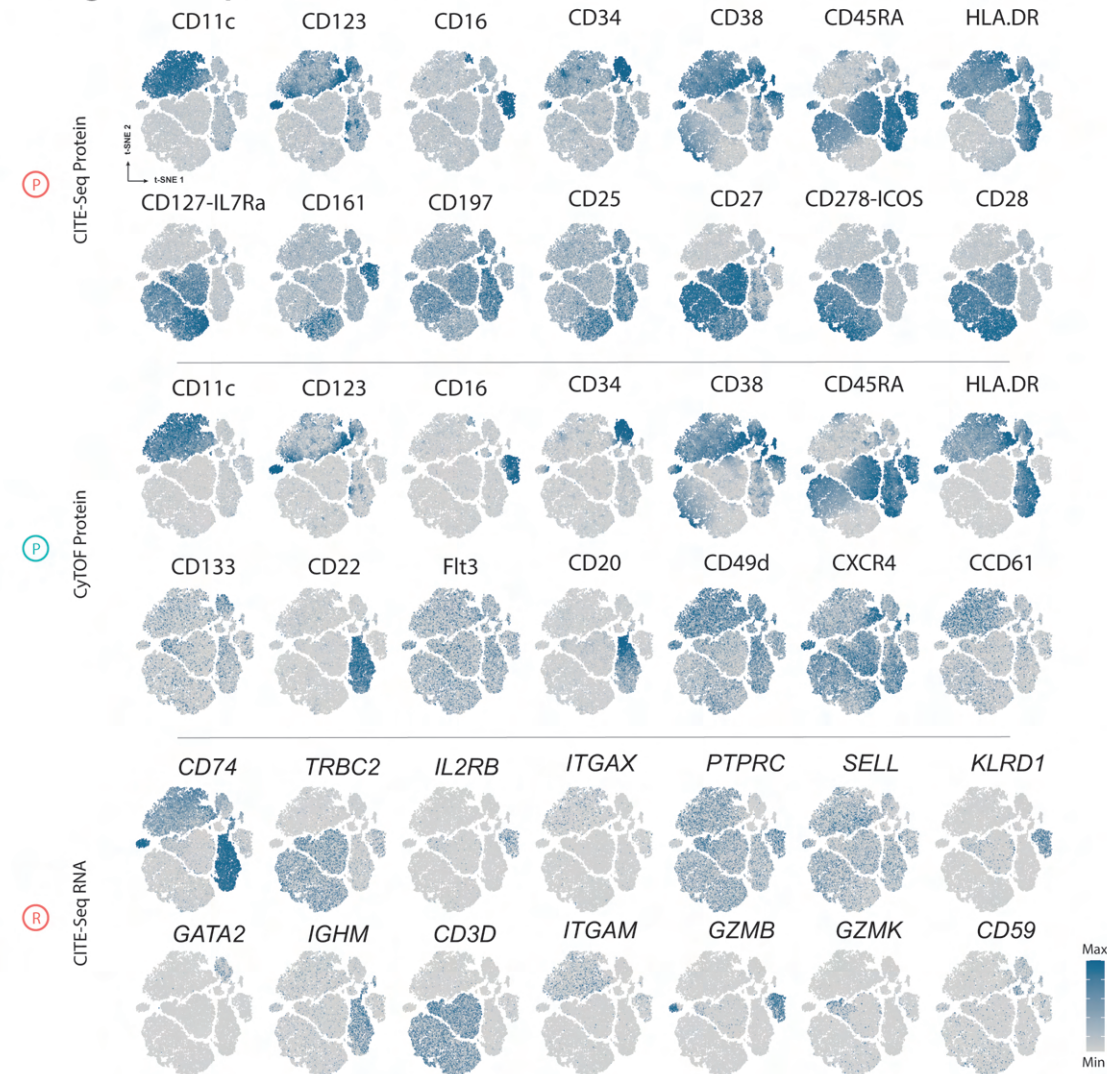 CD11c CD123 CD16 CD34 CD38 CD45RA HLA.DR
t-SNE 2
t-SNE 1
P
CITE-Seq Protein
CD127-IL7Ra CD161 CD197 CD25 CD27 CD278-ICOS CD28
CD11c CD123 CD16 CD34 CD38 CD45RA HLA.DR
P
CyTOF Protein
CD133 CD22 Flt3 CD20 CD49d CXCR4 CCD61
CD74 TRBC2 IL2RB ITGAX PTPRC SELL KLRD1
R
CITE-Seq RNA
GATA2 IGHM CD3D ITGAM GZMB GZMK CD59
Max
Min